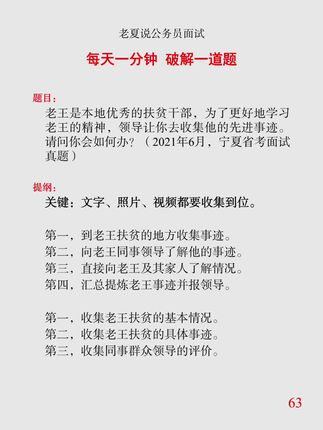 老夏说公务员面试
每天一分钟 破解一道题
题目：
老王是本地优秀的扶贫干部，为了更好地学习
老王的精神，领导让你去收集他的先进事迹。
请问你会如何办？（2021年6月，宁夏省考面试
真题）
提纲：
关键：文字、照片、视频都要收集到位。
第一，到老王扶贫的地方收集事迹。
第二，向老王同事领导了解他的事迹。
第三，直接向老王及其家人了解情况。
第四，汇总提炼老王事迹并报领导。
第一，收集老王扶贫的基本情况。
第二，收集老王扶贫的具体事迹。
第三，收集同事群众领导的评价。
63